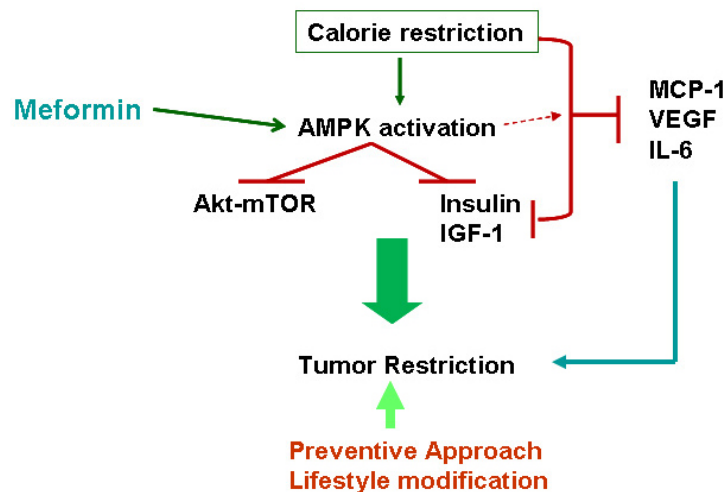 Calorie restriction
Meformin
AMPK activation
MCP-1
VEGF
IL-6
Akt-mTOR
Insulin
IGF-1
Tumor Restriction
Preventive Approach
Lifestyle modification